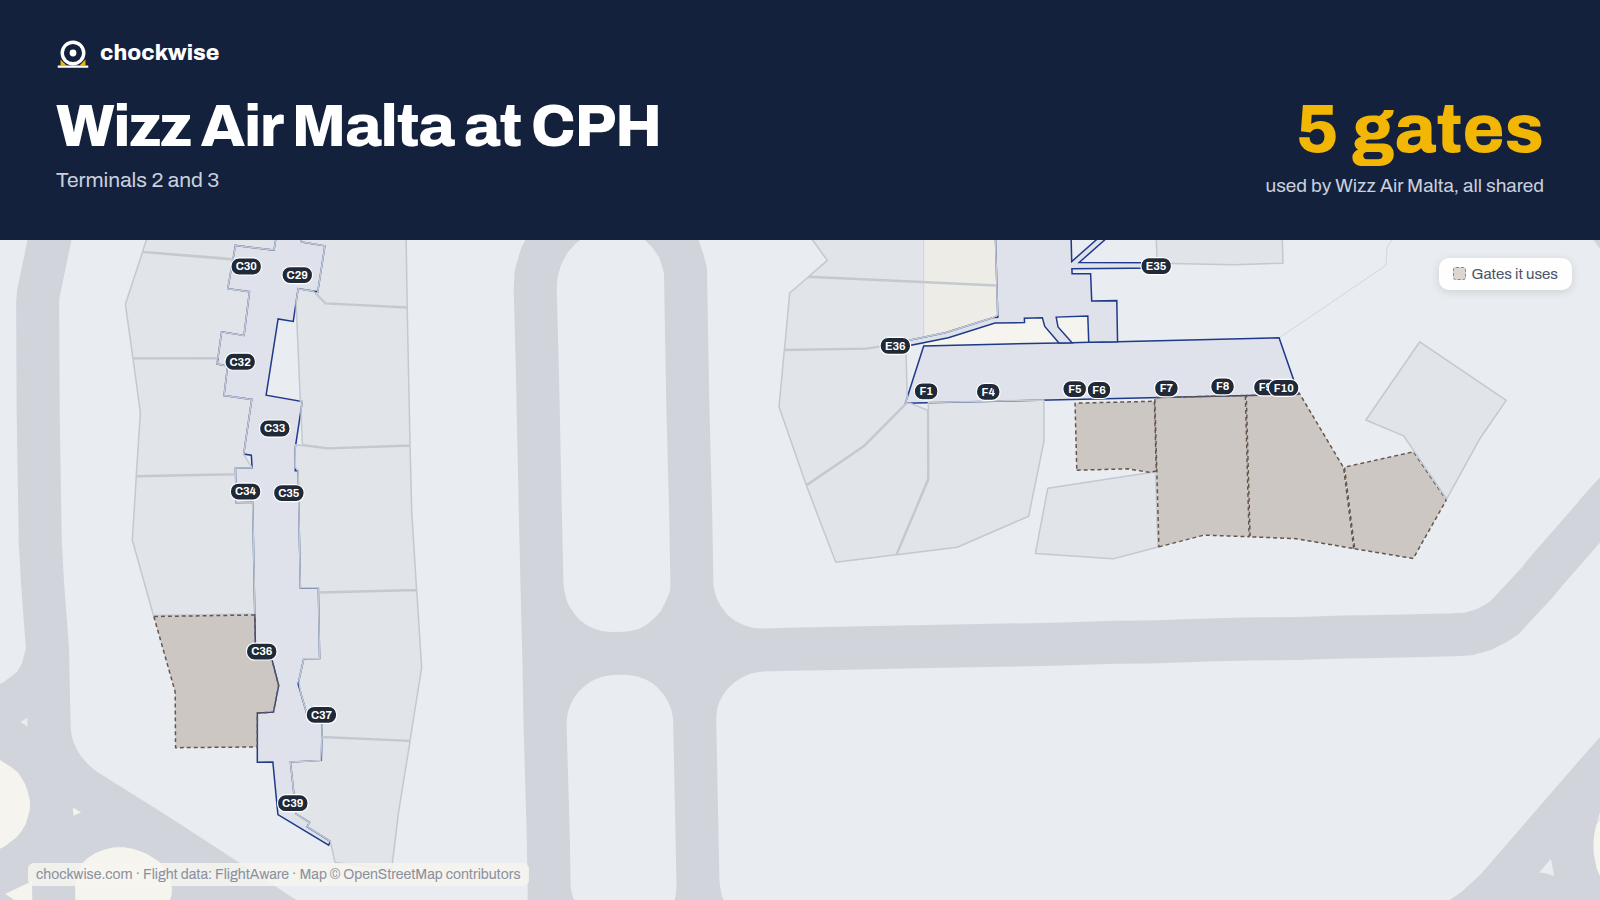 chockwise
Wizz Air Malta at CPH
Terminals 2 and 3
5 gates
used by Wizz Air Malta, all shared
Gates it uses
C30
C29
C32
C33
C34
C35
C36
C37
C39
E35
E36
F1
F4
F5
F6
F7
F8
F10
chockwise.com · Flight data: FlightAware · Map © OpenStreetMap contributors